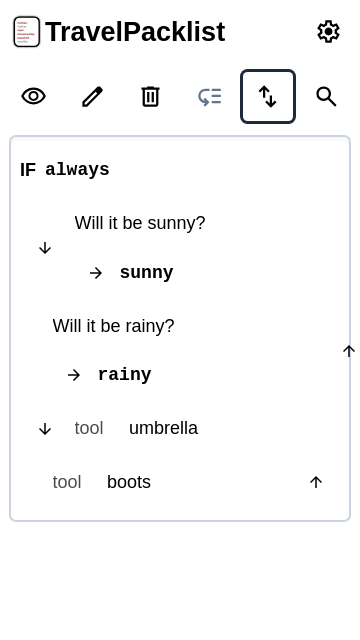 TravelPacklist
IF always
Will it be sunny?
sunny
Will it be rainy?
rainy
tool umbrella
tool boots